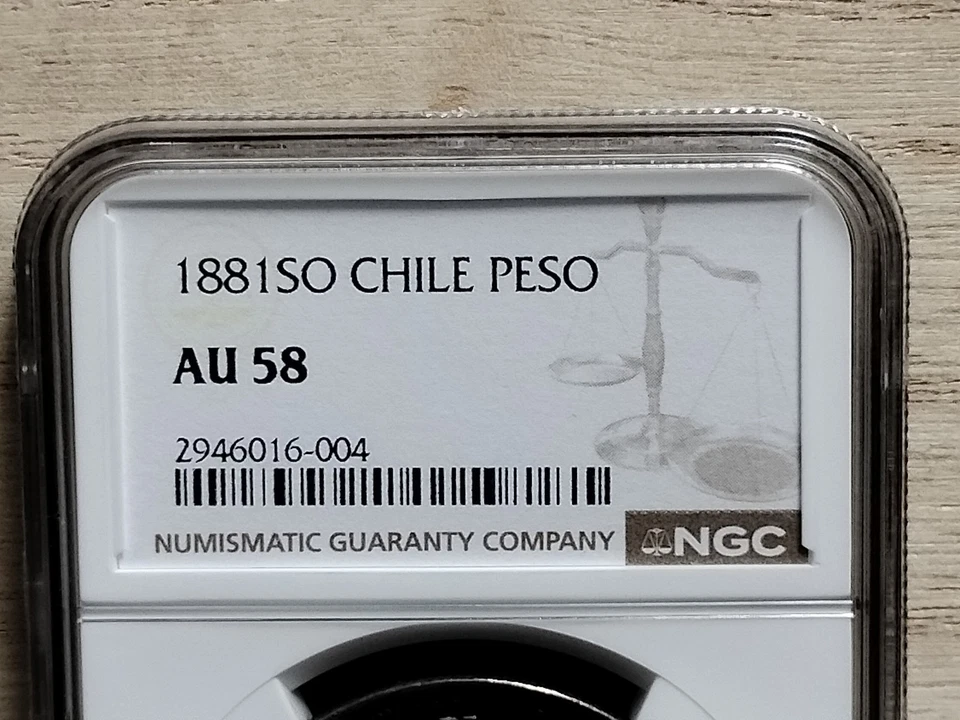 1881SO CHILE PESO
AU 58
2946016-004
NUMISMATIC GUARANTY COMPANY NGC